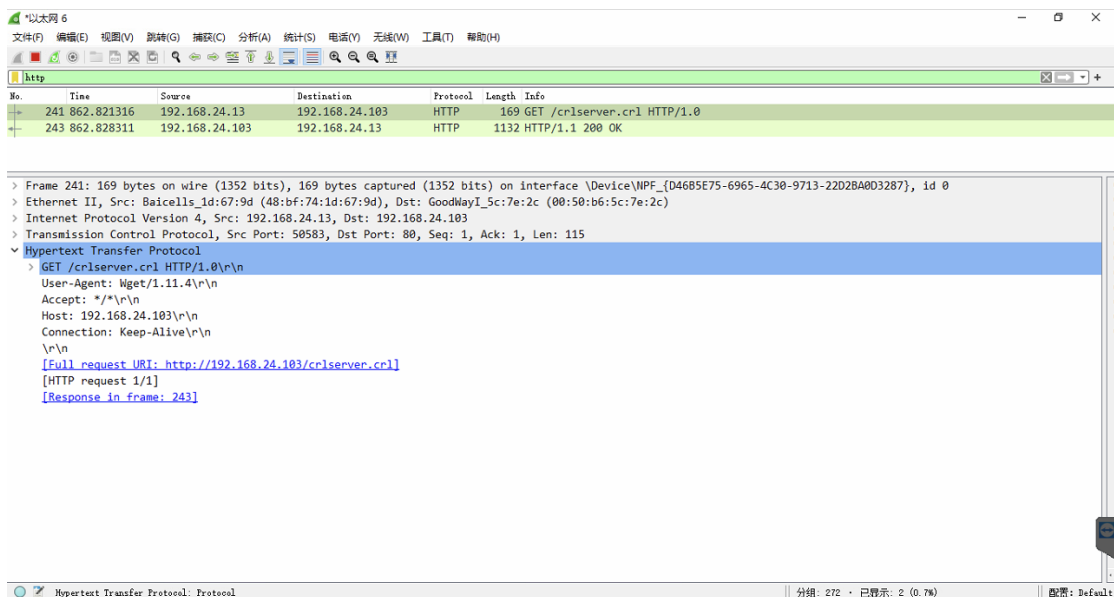 *以太网 6
文件(F) 编辑(E) 视图(V) 跳转(G) 捕获(C) 分析(A) 统计(S) 电话(Y) 无线(W) 工具(T) 帮助(H)
http
No. Time Source Destination Protocol Length Info
241 862.821316 192.168.24.13 192.168.24.103 HTTP 169 GET /crlserver.crl HTTP/1.0
243 862.828311 192.168.24.103 192.168.24.13 HTTP 1132 HTTP/1.1 200 OK
Frame 241: 169 bytes on wire (1352 bits), 169 bytes captured (1352 bits) on interface \Device\NPF_{D46B5E75-6965-4C30-9713-22D2BA0D3287}, id 0
Ethernet II, Src: Baicells_1d:67:9d (48:bf:74:1d:67:9d), Dst: GoodWayI_5c:7e:2c (00:50:b6:5c:7e:2c)
Internet Protocol Version 4, Src: 192.168.24.13, Dst: 192.168.24.103
Transmission Control Protocol, Src Port: 50583, Dst Port: 80, Seq: 1, Ack: 1, Len: 115
Hypertext Transfer Protocol
GET /crlserver.crl HTTP/1.0\r\n
User-Agent: Wget/1.11.4\r\n
Accept: */*\r\n
Host: 192.168.24.103\r\n
Connection: Keep-Alive\r\n
\r\n
[Full request URI: http://192.168.24.103/crlserver.crl]
[HTTP request 1/1]
[Response in frame: 243]
Hypertext Transfer Protocol: Protocol 分组: 272 · 已显示: 2 (0.7%) 配置: Default